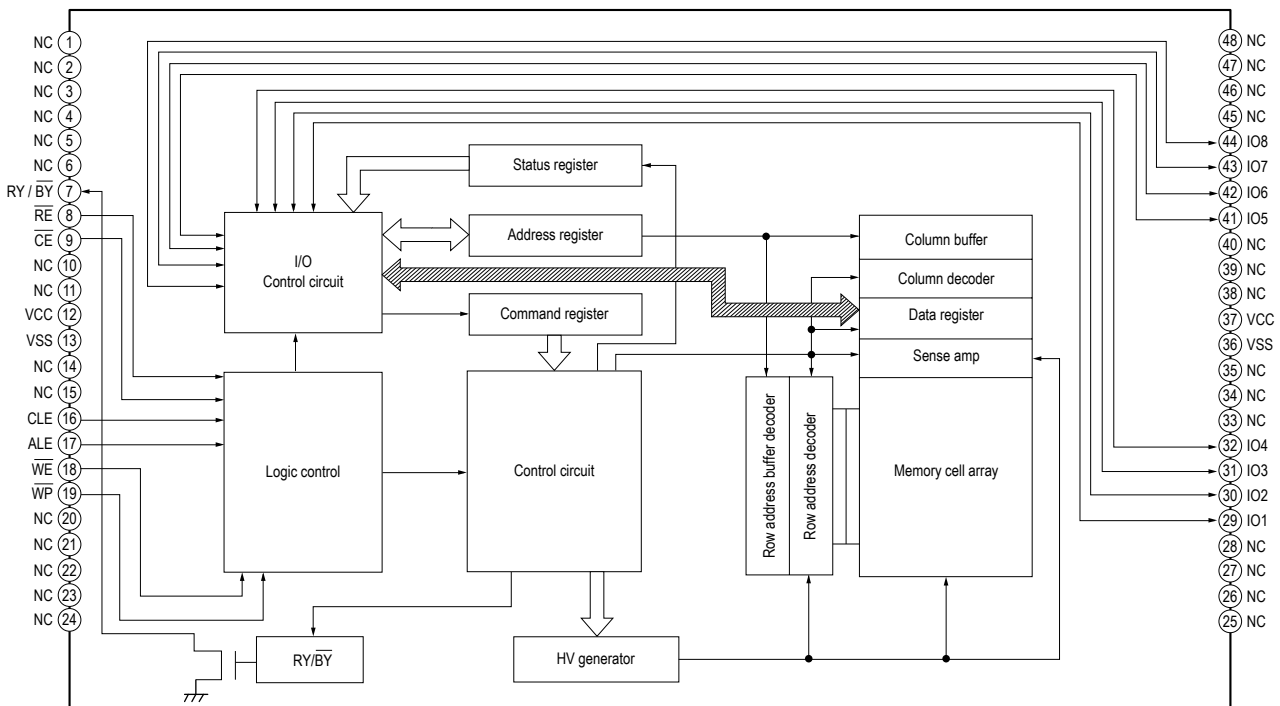 NC 1
NC 2
NC 3
NC 4
NC 5
NC 6
RY / B̅Y̅ 7
R̅E̅ 8
C̅E̅ 9
NC 10
NC 11
VCC 12
VSS 13
NC 14
NC 15
CLE 16
ALE 17
W̅E̅ 18
W̅P̅ 19
NC 20
NC 21
NC 22
NC 23
NC 24
Status register
I/O
Control circuit
Address register
Command register
Logic control
Control circuit
RY/B̅Y̅
HV generator
Row address buffer decoder
Row address decoder
Column buffer
Column decoder
Data register
Sense amp
Memory cell array
48 NC
47 NC
46 NC
45 NC
44 IO8
43 IO7
42 IO6
41 IO5
40 NC
39 NC
38 NC
37 VCC
36 VSS
35 NC
34 NC
33 NC
32 IO4
31 IO3
30 IO2
29 IO1
28 NC
27 NC
26 NC
25 NC